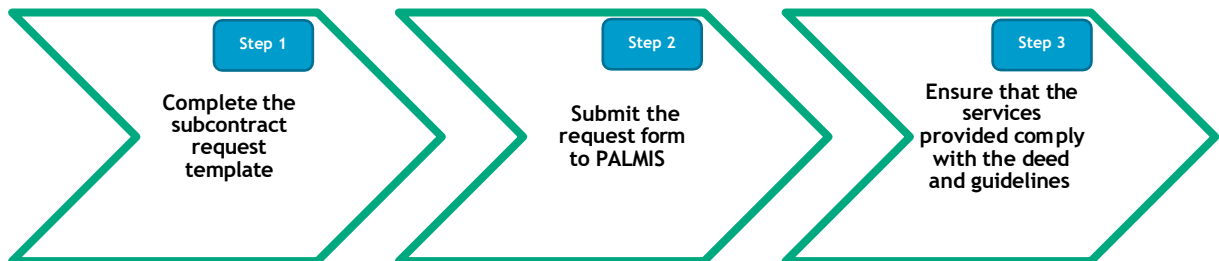 Step 1
Complete the
subcontract
request
template
Step 2
Submit the
request form
to PALMIS
Step 3
Ensure that the
services
provided comply
with the deed
and guidelines